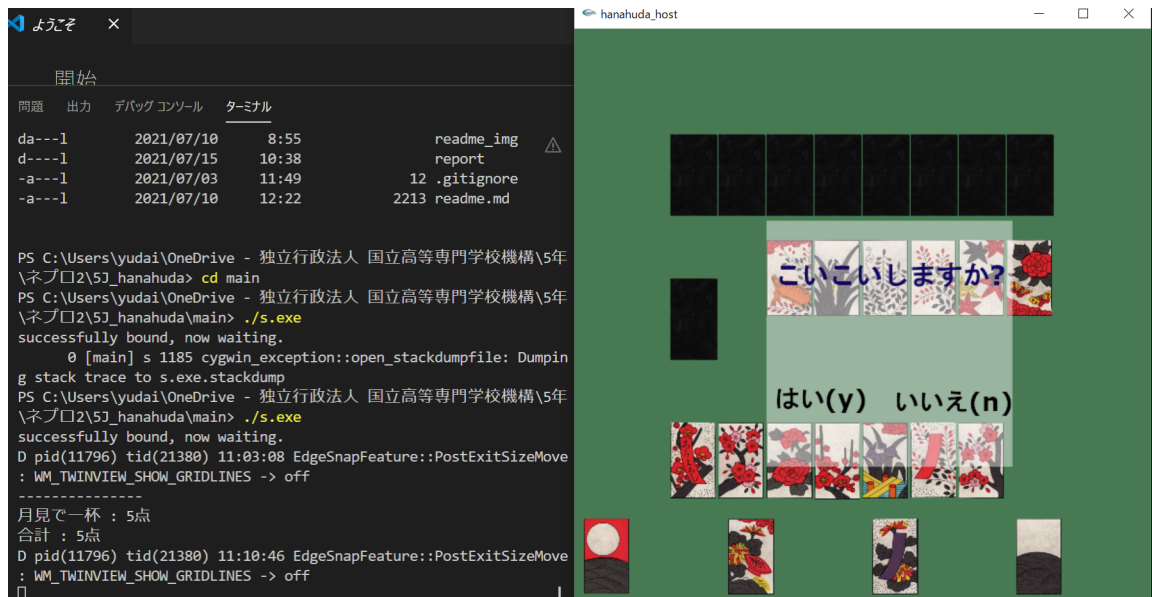 ようこそ ×
開始
問題 出力 デバッグ コンソール ターミナル
da---l 2021/07/10 8:55 readme_img
d----l 2021/07/15 10:38 report
-a---l 2021/07/03 11:49 12 .gitignore
-a---l 2021/07/10 12:22 2213 readme.md
PS C:\Users\yudai\OneDrive - 独立行政法人 国立高等専門学校機構\5年
\ネプロ2\5J_hanahuda> cd main
PS C:\Users\yudai\OneDrive - 独立行政法人 国立高等専門学校機構\5年
\ネプロ2\5J_hanahuda\main> ./s.exe
successfully bound, now waiting.
0 [main] s 1185 cygwin_exception::open_stackdumpfile: Dumpin
g stack trace to s.exe.stackdump
PS C:\Users\yudai\OneDrive - 独立行政法人 国立高等専門学校機構\5年
\ネプロ2\5J_hanahuda\main> ./s.exe
successfully bound, now waiting.
D pid(11796) tid(21380) 11:03:08 EdgeSnapFeature::PostExitSizeMove
: WM_TWINVIEW_SHOW_GRIDLINES -> off
---------------
月見で一杯 : 5点
合計 : 5点
D pid(11796) tid(21380) 11:10:46 EdgeSnapFeature::PostExitSizeMove
: WM_TWINVIEW_SHOW_GRIDLINES -> off
hanahuda_host
こいこいしますか?
はい(y) いいえ(n)